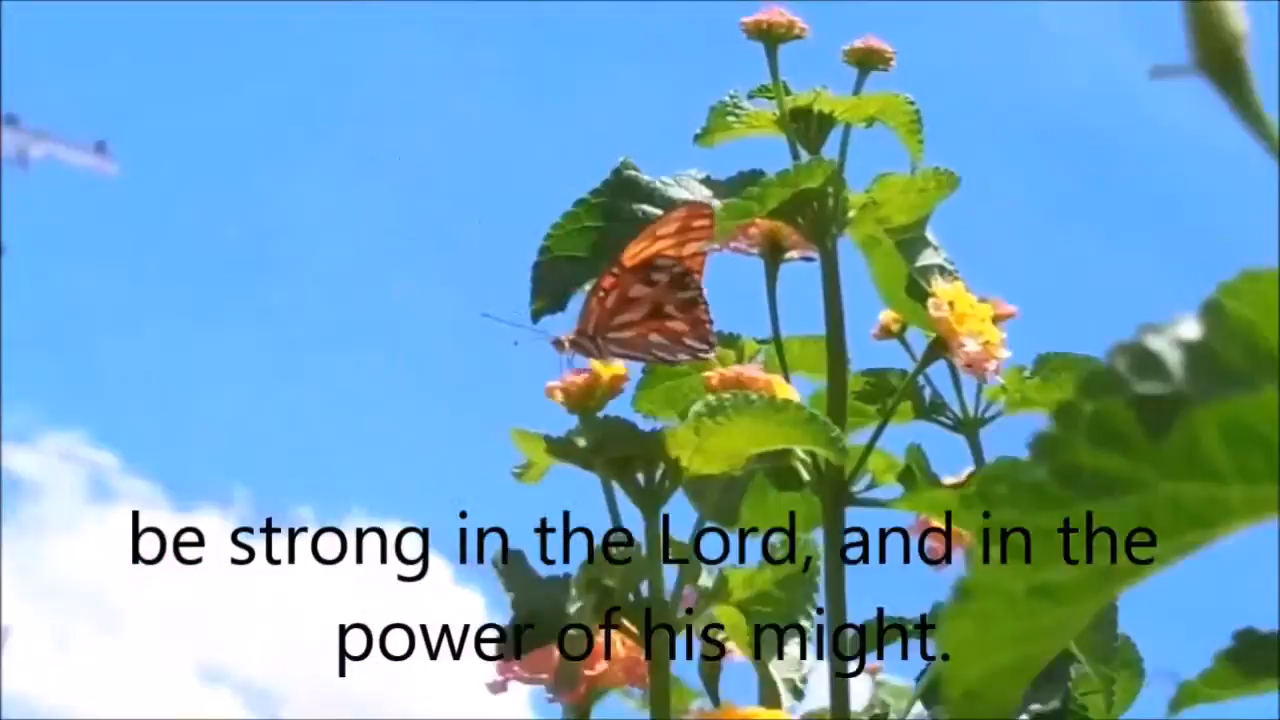 be strong in the Lord, and in the
power of his might.